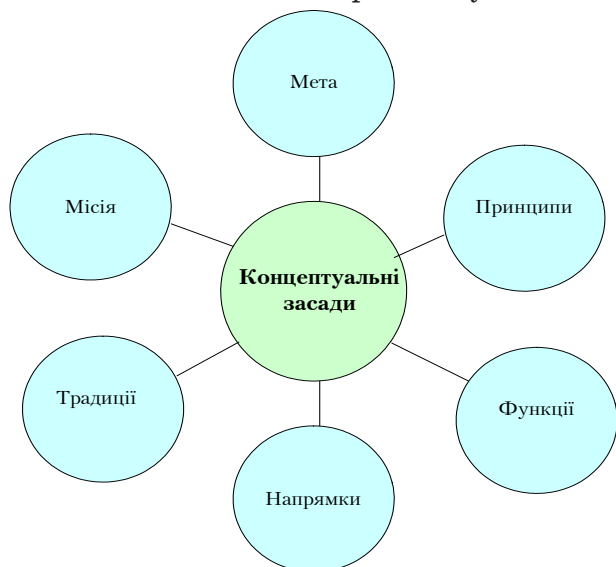 Мета
Місія
Принципи
Концептуальні
засади
Традиції
Функції
Напрямки